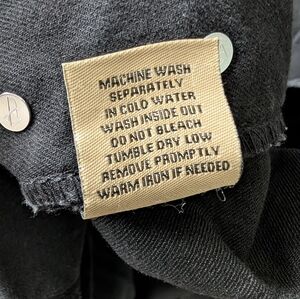 MACHINE WASH
SEPARATELY
IN COLD WATER
WASH INSIDE OUT
DO NOT BLEACH
TUMBLE DRY LOW
REMOVE PROMPTLY
WARM IRON IF NEEDED